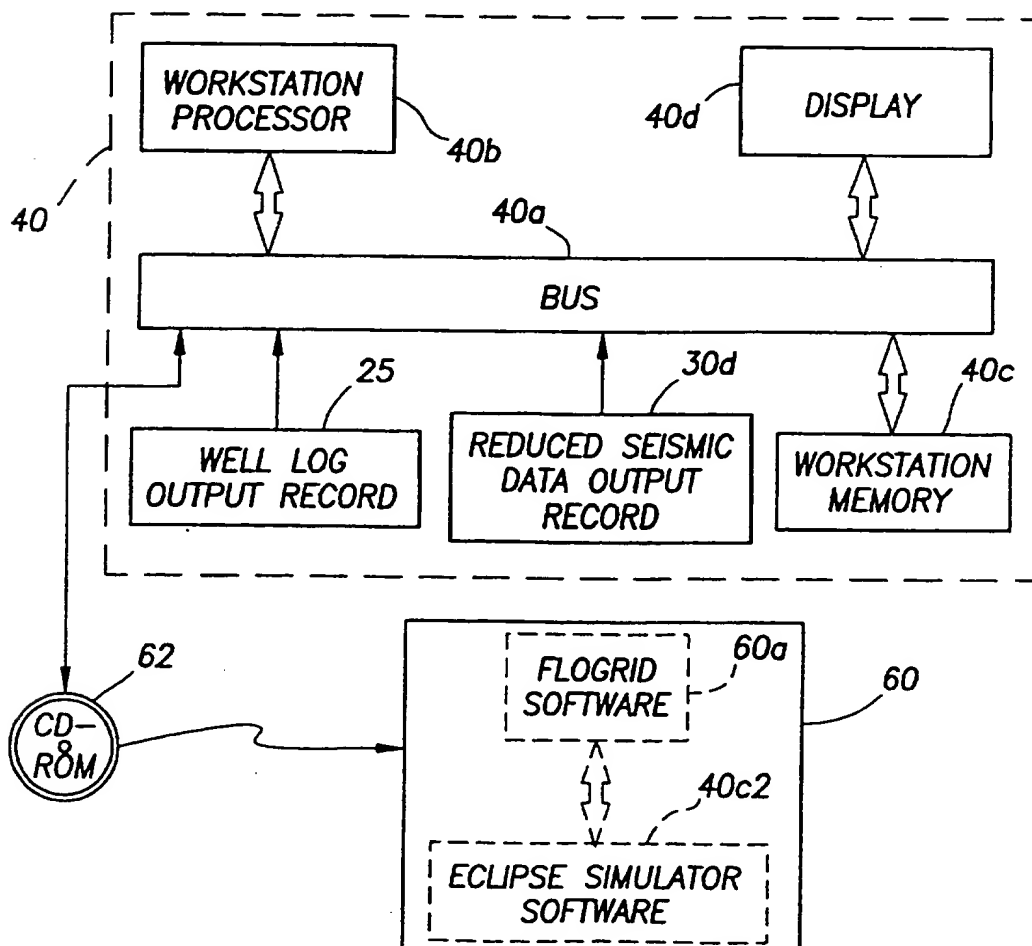 WORKSTATION
PROCESSOR
40b
40d
DISPLAY
40
40a
BUS
25
30d
40c
WELL LOG
OUTPUT RECORD
REDUCED SEISMIC
DATA OUTPUT
RECORD
WORKSTATION
MEMORY
62
CD-
ROM
FLOGRID
SOFTWARE
60a
60
40c2
ECLIPSE SIMULATOR
SOFTWARE